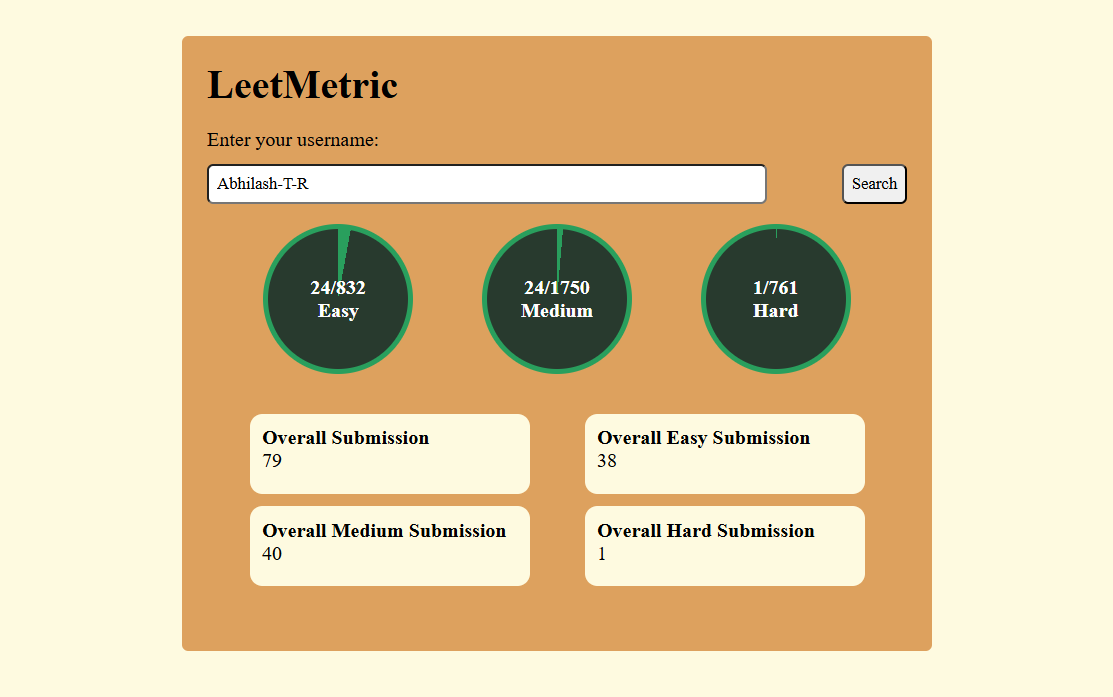 LeetMetric
Enter your username:
Abhilash-T-R
Search
24/832
Easy
24/1750
Medium
1/761
Hard
Overall Submission
79
Overall Easy Submission
38
Overall Medium Submission
40
Overall Hard Submission
1